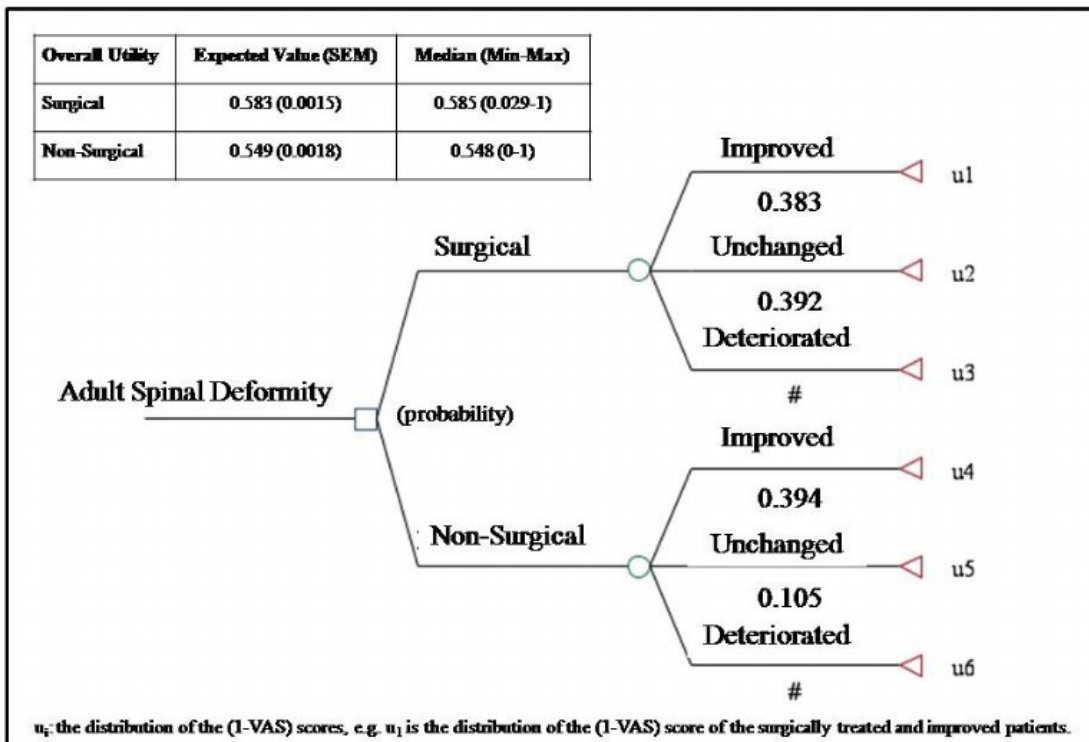 Overall Utility Expected Value (SEM) Median (Min-Max)
Surgical 0.583 (0.0015) 0.585 (0.029-1)
Non-Surgical 0.549 (0.0018) 0.548 (0-1)
Improved
u1
0.383
Surgical
Unchanged
u2
0.392
Deteriorated
u3
#
Adult Spinal Deformity
(probability)
Improved
u4
0.394
Non-Surgical
Unchanged
u5
0.105
Deteriorated
u6
#
ui: the distribution of the (1-VAS) scores, e.g. u1 is the distribution of the (1-VAS) score of the surgically treated and improved patients.